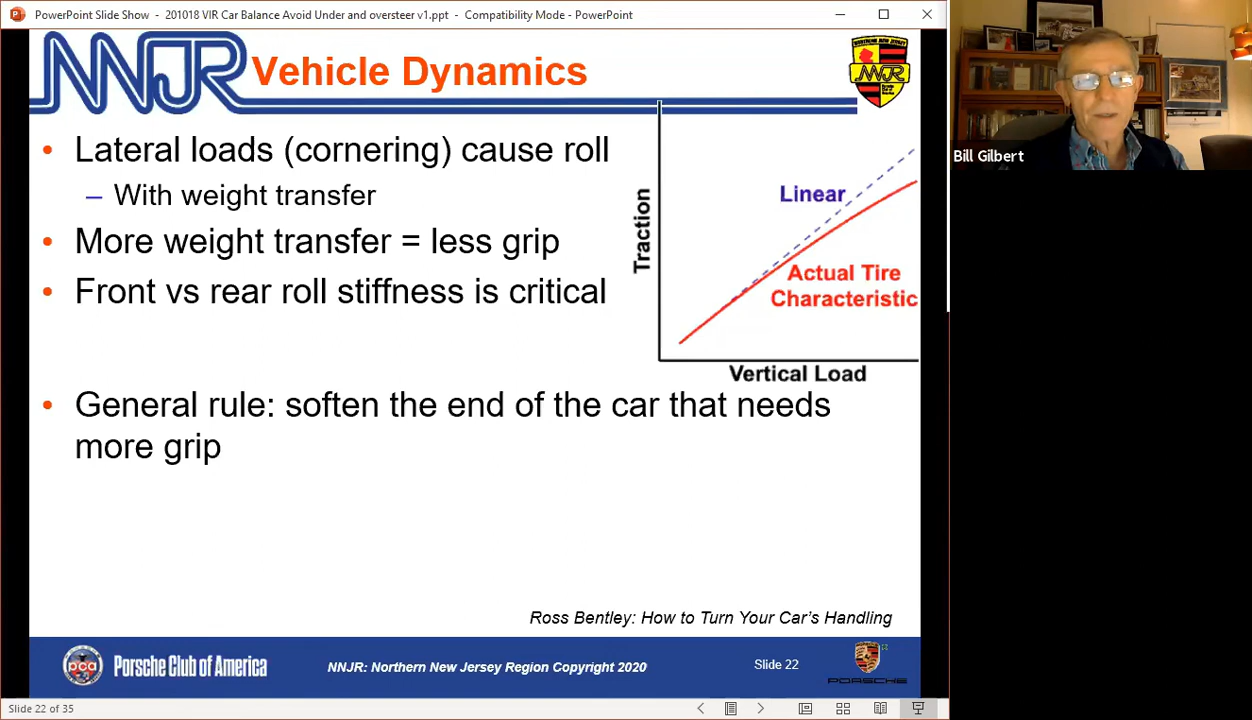 PowerPoint Slide Show - 201018 VIR Car Balance Avoid Under and oversteer v1.ppt - Compatibility Mode - PowerPoint
NNJR
Vehicle Dynamics
NNJR
• Lateral loads (cornering) cause roll
– With weight transfer
• More weight transfer = less grip
• Front vs rear roll stiffness is critical
Traction
Linear
Actual Tire
Characteristic
Vertical Load
• General rule: soften the end of the car that needs
more grip
Ross Bentley: How to Turn Your Car's Handling
pca
Porsche Club of America
NNJR: Northern New Jersey Region Copyright 2020
Slide 22
PORSCHE
Slide 22 of 35
Bill Gilbert